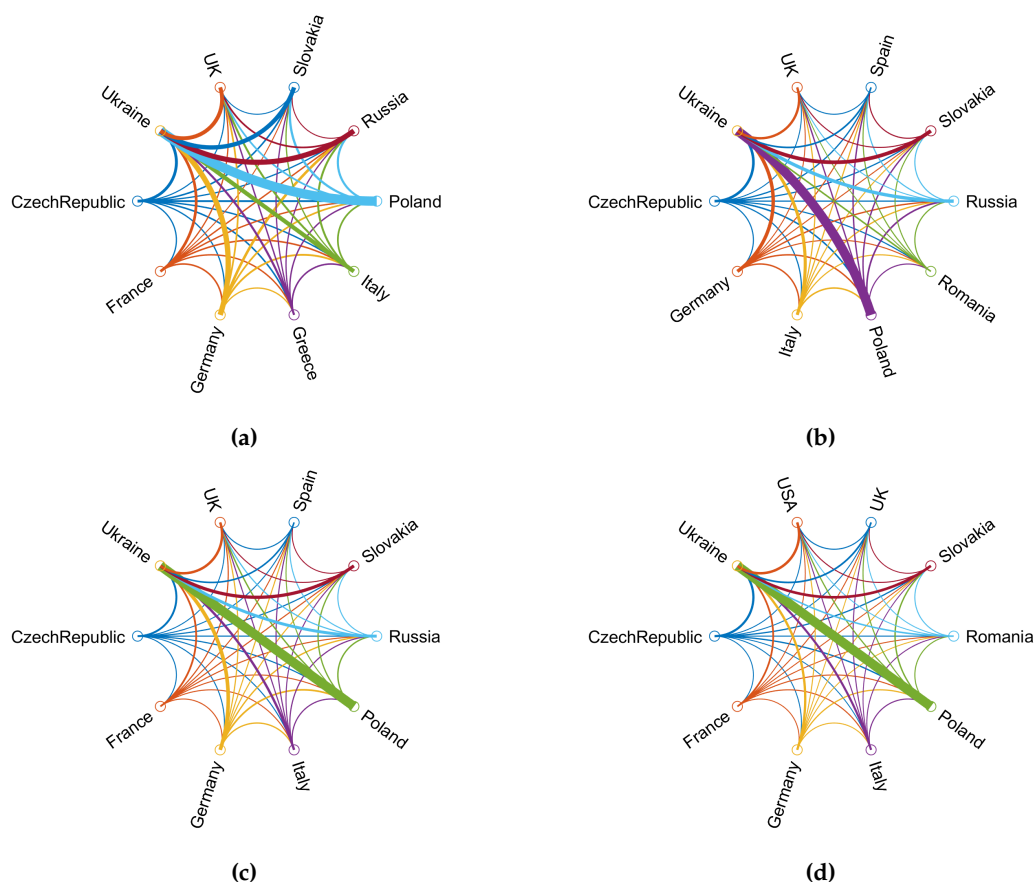 UK
Slovakia
Ukraine
Russia
CzechRepublic
Poland
France
Italy
Germany
Greece
(a)
UK
Spain
Ukraine
Slovakia
CzechRepublic
Russia
Germany
Romania
Italy
Poland
(b)
UK
Spain
Ukraine
Slovakia
CzechRepublic
Russia
France
Poland
Germany
Italy
(c)
USA
UK
Ukraine
Slovakia
CzechRepublic
Romania
France
Poland
Germany
Italy
(d)